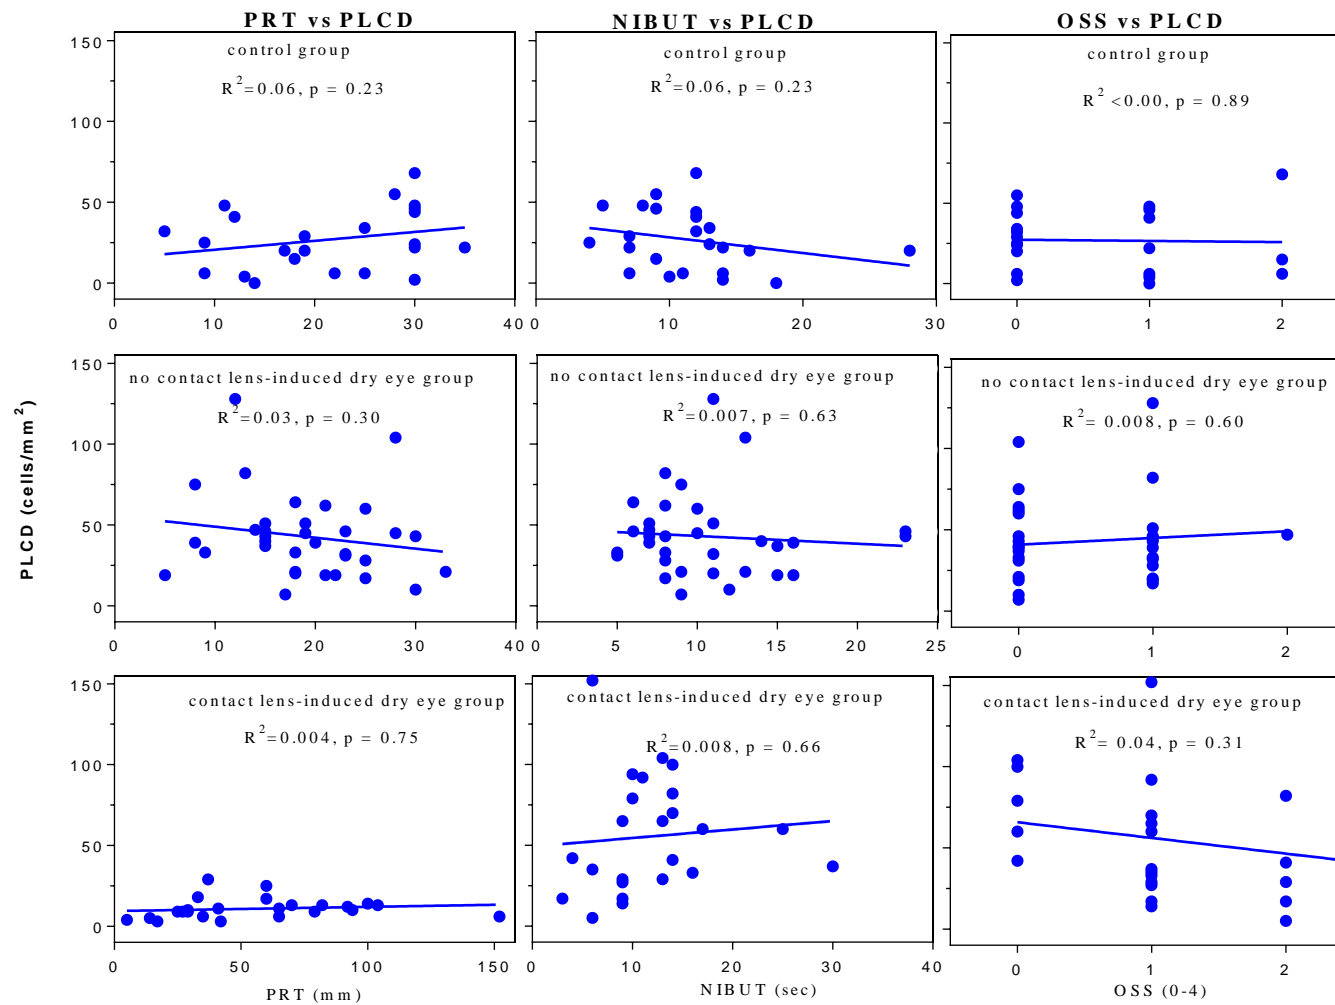 PRT vs PLCD
NIBUT vs PLCD
OSS vs PLCD
control group
R²=0.06, p = 0.23
control group
R²=0.06, p = 0.23
control group
R² <0.00, p = 0.89
150
100
50
0
0 10 20 30 40
0 10 20 30
0 1 2
no contact lens-induced dry eye group
R²=0.03, p = 0.30
no contact lens-induced dry eye group
R²=0.007, p = 0.63
no contact lens-induced dry eye group
R²= 0.008, p = 0.60
PLCD (cells/mm²)
150
100
50
0
0 10 20 30 40
0 5 10 15 20 25
0 1 2
contact lens-induced dry eye group
R²=0.004, p = 0.75
contact lens-induced dry eye group
R²=0.008, p = 0.66
contact lens-induced dry eye group
R²= 0.04, p = 0.31
150
100
50
0
0 50 100 150
0 10 20 30 40
0 1 2
PRT (mm)
NIBUT (sec)
OSS (0-4)